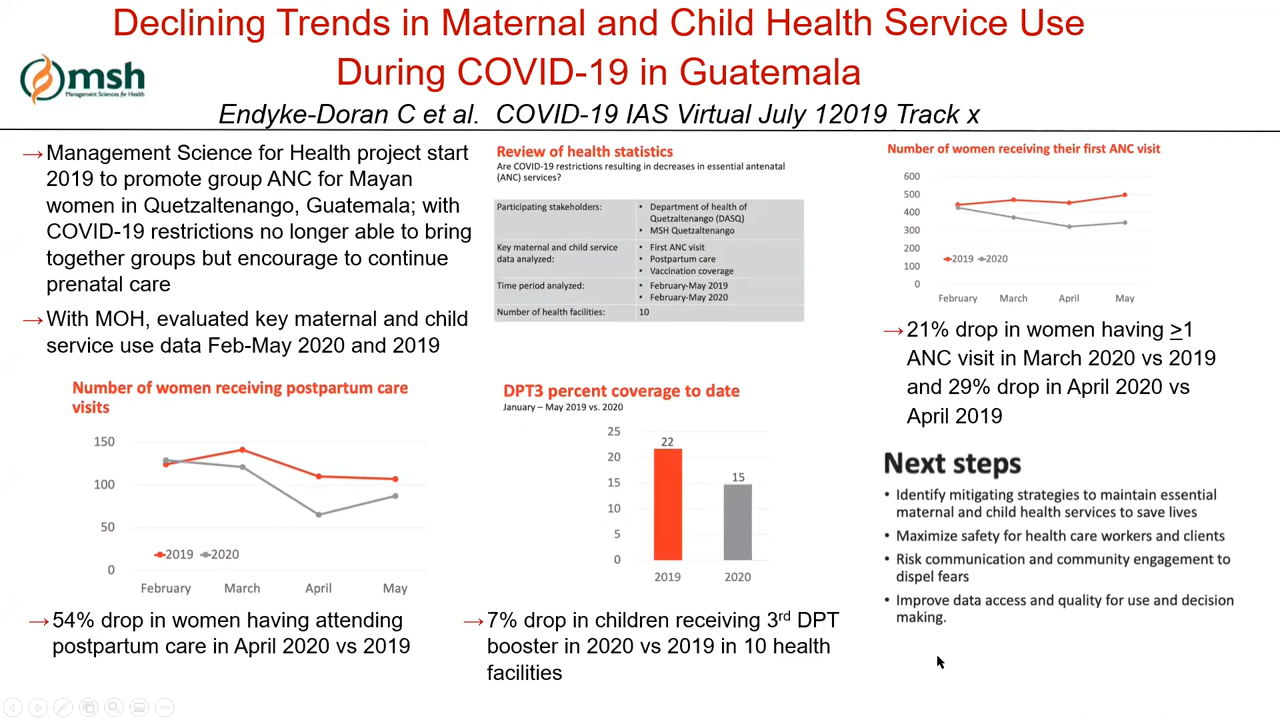 Declining Trends in Maternal and Child Health Service Use
During COVID-19 in Guatemala
msh
Management Sciences for Health
Endyke-Doran C et al.  COVID-19 IAS Virtual July 12019 Track x
→Management Science for Health project start
2019 to promote group ANC for Mayan
women in Quetzaltenango, Guatemala; with
COVID-19 restrictions no longer able to bring
together groups but encourage to continue
prenatal care
→With MOH, evaluated key maternal and child
service use data Feb-May 2020 and 2019
Review of health statistics
Are COVID-19 restrictions resulting in decreases in essential antenatal
(ANC) services?
Participating stakeholders:
• Department of health of
Quetzaltenango (DASQ)
• MSH Quetzaltenango
Key maternal and child service
data analyzed:
• First ANC visit
• Postpartum care
• Vaccination coverage
Time period analyzed:
• February-May 2019
• February-May 2020
Number of health facilities:
10
Number of women receiving their first ANC visit
600
500
400
300
200
100
0
2019 2020
February March April May
→21% drop in women having ≥1
ANC visit in March 2020 vs 2019
and 29% drop in April 2020 vs
April 2019
Number of women receiving postpartum care
visits
150
100
50
0
2019 2020
February March April May
→54% drop in women having attending
postpartum care in April 2020 vs 2019
DPT3 percent coverage to date
January – May 2019 vs. 2020
25
20
15
10
5
0
22
15
2019 2020
→7% drop in children receiving 3rd DPT
booster in 2020 vs 2019 in 10 health
facilities
Next steps
• Identify mitigating strategies to maintain essential
maternal and child health services to save lives
• Maximize safety for health care workers and clients
• Risk communication and community engagement to
dispel fears
• Improve data access and quality for use and decision
making.